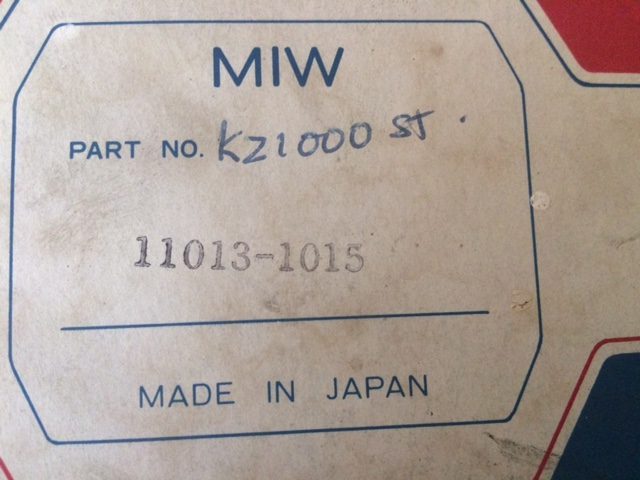 MIW
PART NO. KZ1000 ST.
11013-1015
MADE IN JAPAN